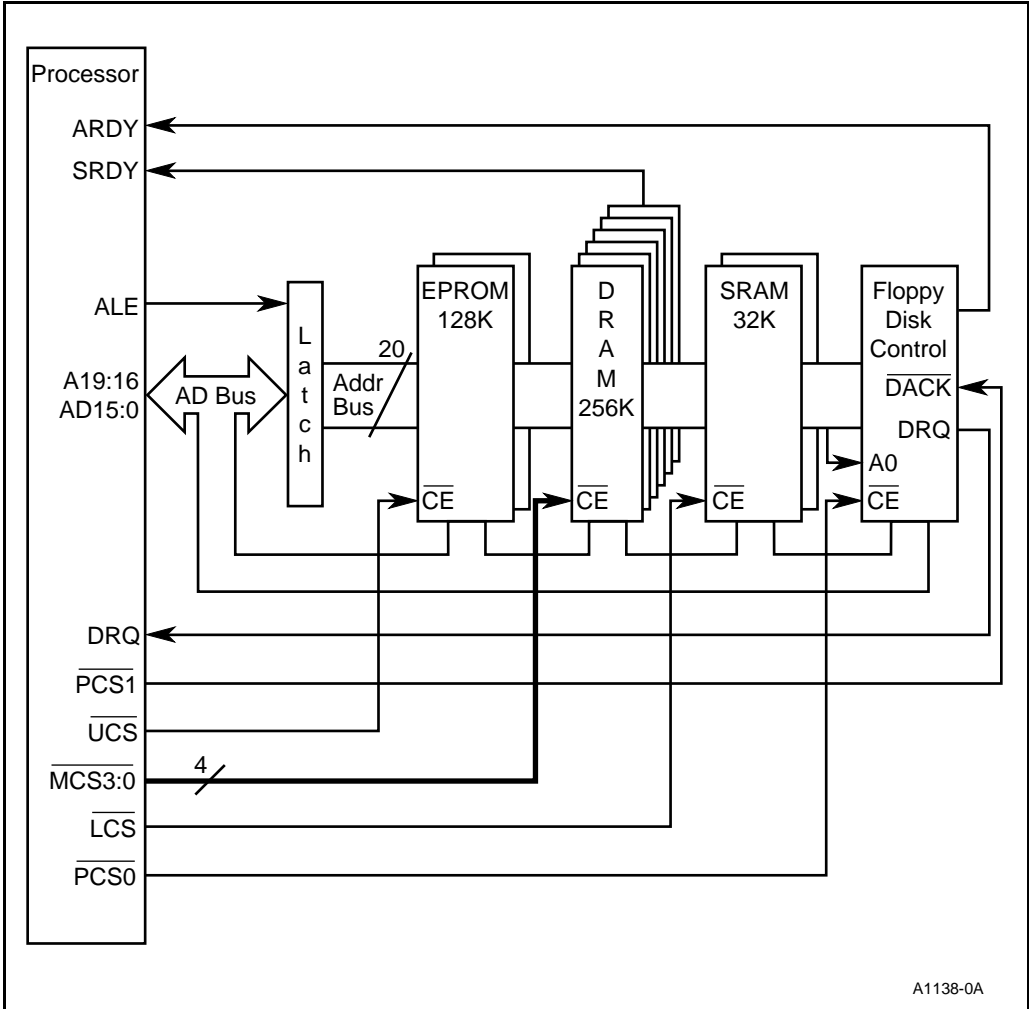 Processor
ARDY
SRDY
ALE
A19:16
AD15:0
AD Bus
Latch
20
Addr
Bus
EPROM
128K
CE
DRAM
256K
CE
SRAM
32K
CE
Floppy
Disk
Control
DACK
DRQ
A0
CE
DRQ
PCS1
UCS
MCS3:0
4
LCS
PCS0
A1138-0A